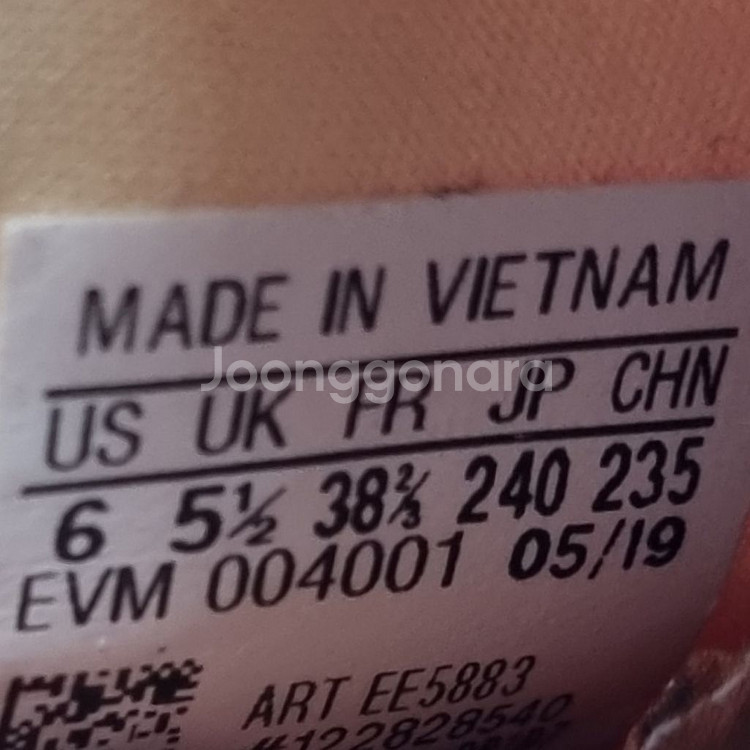 MADE IN VIETNAM
Joonggonara
US UK FR JP CHN
6 5½ 38⅔ 240 235
EVM 004001 05/19
ART EE5883
#122828540